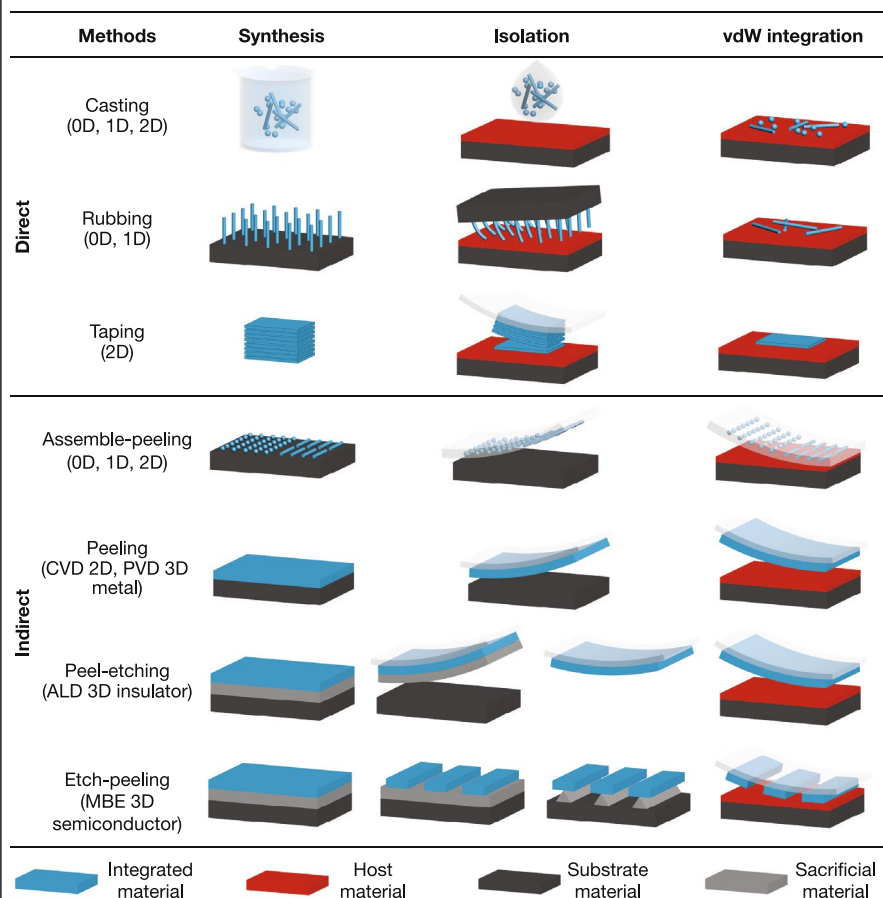 Methods Synthesis Isolation vdW integration
Direct
Casting
(0D, 1D, 2D)
Rubbing
(0D, 1D)
Taping
(2D)
Indirect
Assemble-peeling
(0D, 1D, 2D)
Peeling
(CVD 2D, PVD 3D
metal)
Peel-etching
(ALD 3D insulator)
Etch-peeling
(MBE 3D
semiconductor)
Integrated
material
Host
material
Substrate
material
Sacrificial
material